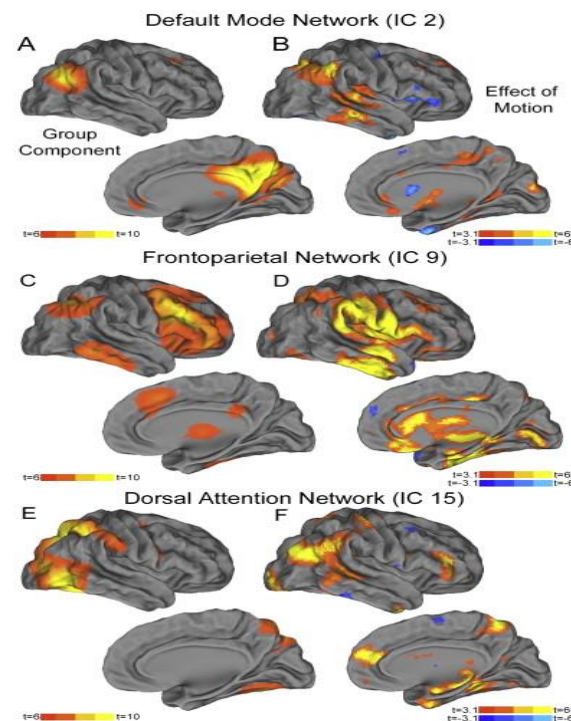 Default Mode Network (IC 2)
A
B
Group
Component
Effect of
Motion
t=6
t=10
t=3.1
t=6
t=-3.1
t=-6
Frontoparietal Network (IC 9)
C
D
t=6
t=10
t=3.1
t=6
t=-3.1
t=-6
Dorsal Attention Network (IC 15)
E
F
t=6
t=10
t=3.1
t=6
t=-3.1